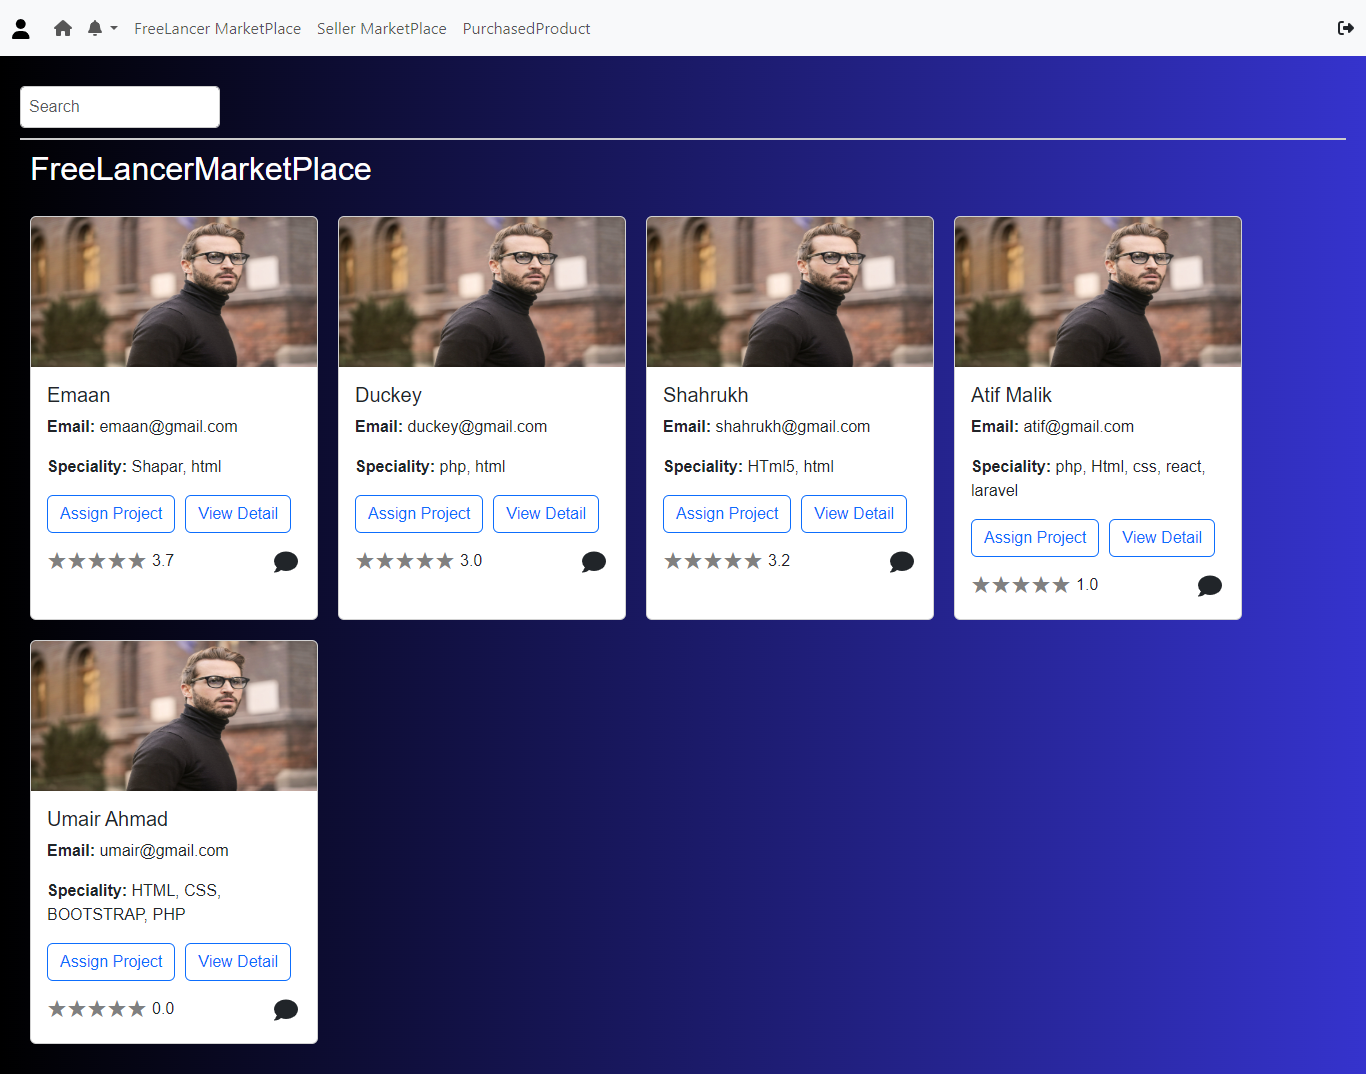 FreeLancer MarketPlace Seller MarketPlace PurchasedProduct
Search
FreeLancerMarketPlace
Emaan
Email: emaan@gmail.com
Speciality: Shapar, html
Assign Project View Detail
3.7
Duckey
Email: duckey@gmail.com
Speciality: php, html
Assign Project View Detail
3.0
Shahrukh
Email: shahrukh@gmail.com
Speciality: HTml5, html
Assign Project View Detail
3.2
Atif Malik
Email: atif@gmail.com
Speciality: php, Html, css, react,
laravel
Assign Project View Detail
1.0
Umair Ahmad
Email: umair@gmail.com
Speciality: HTML, CSS,
BOOTSTRAP, PHP
Assign Project View Detail
0.0